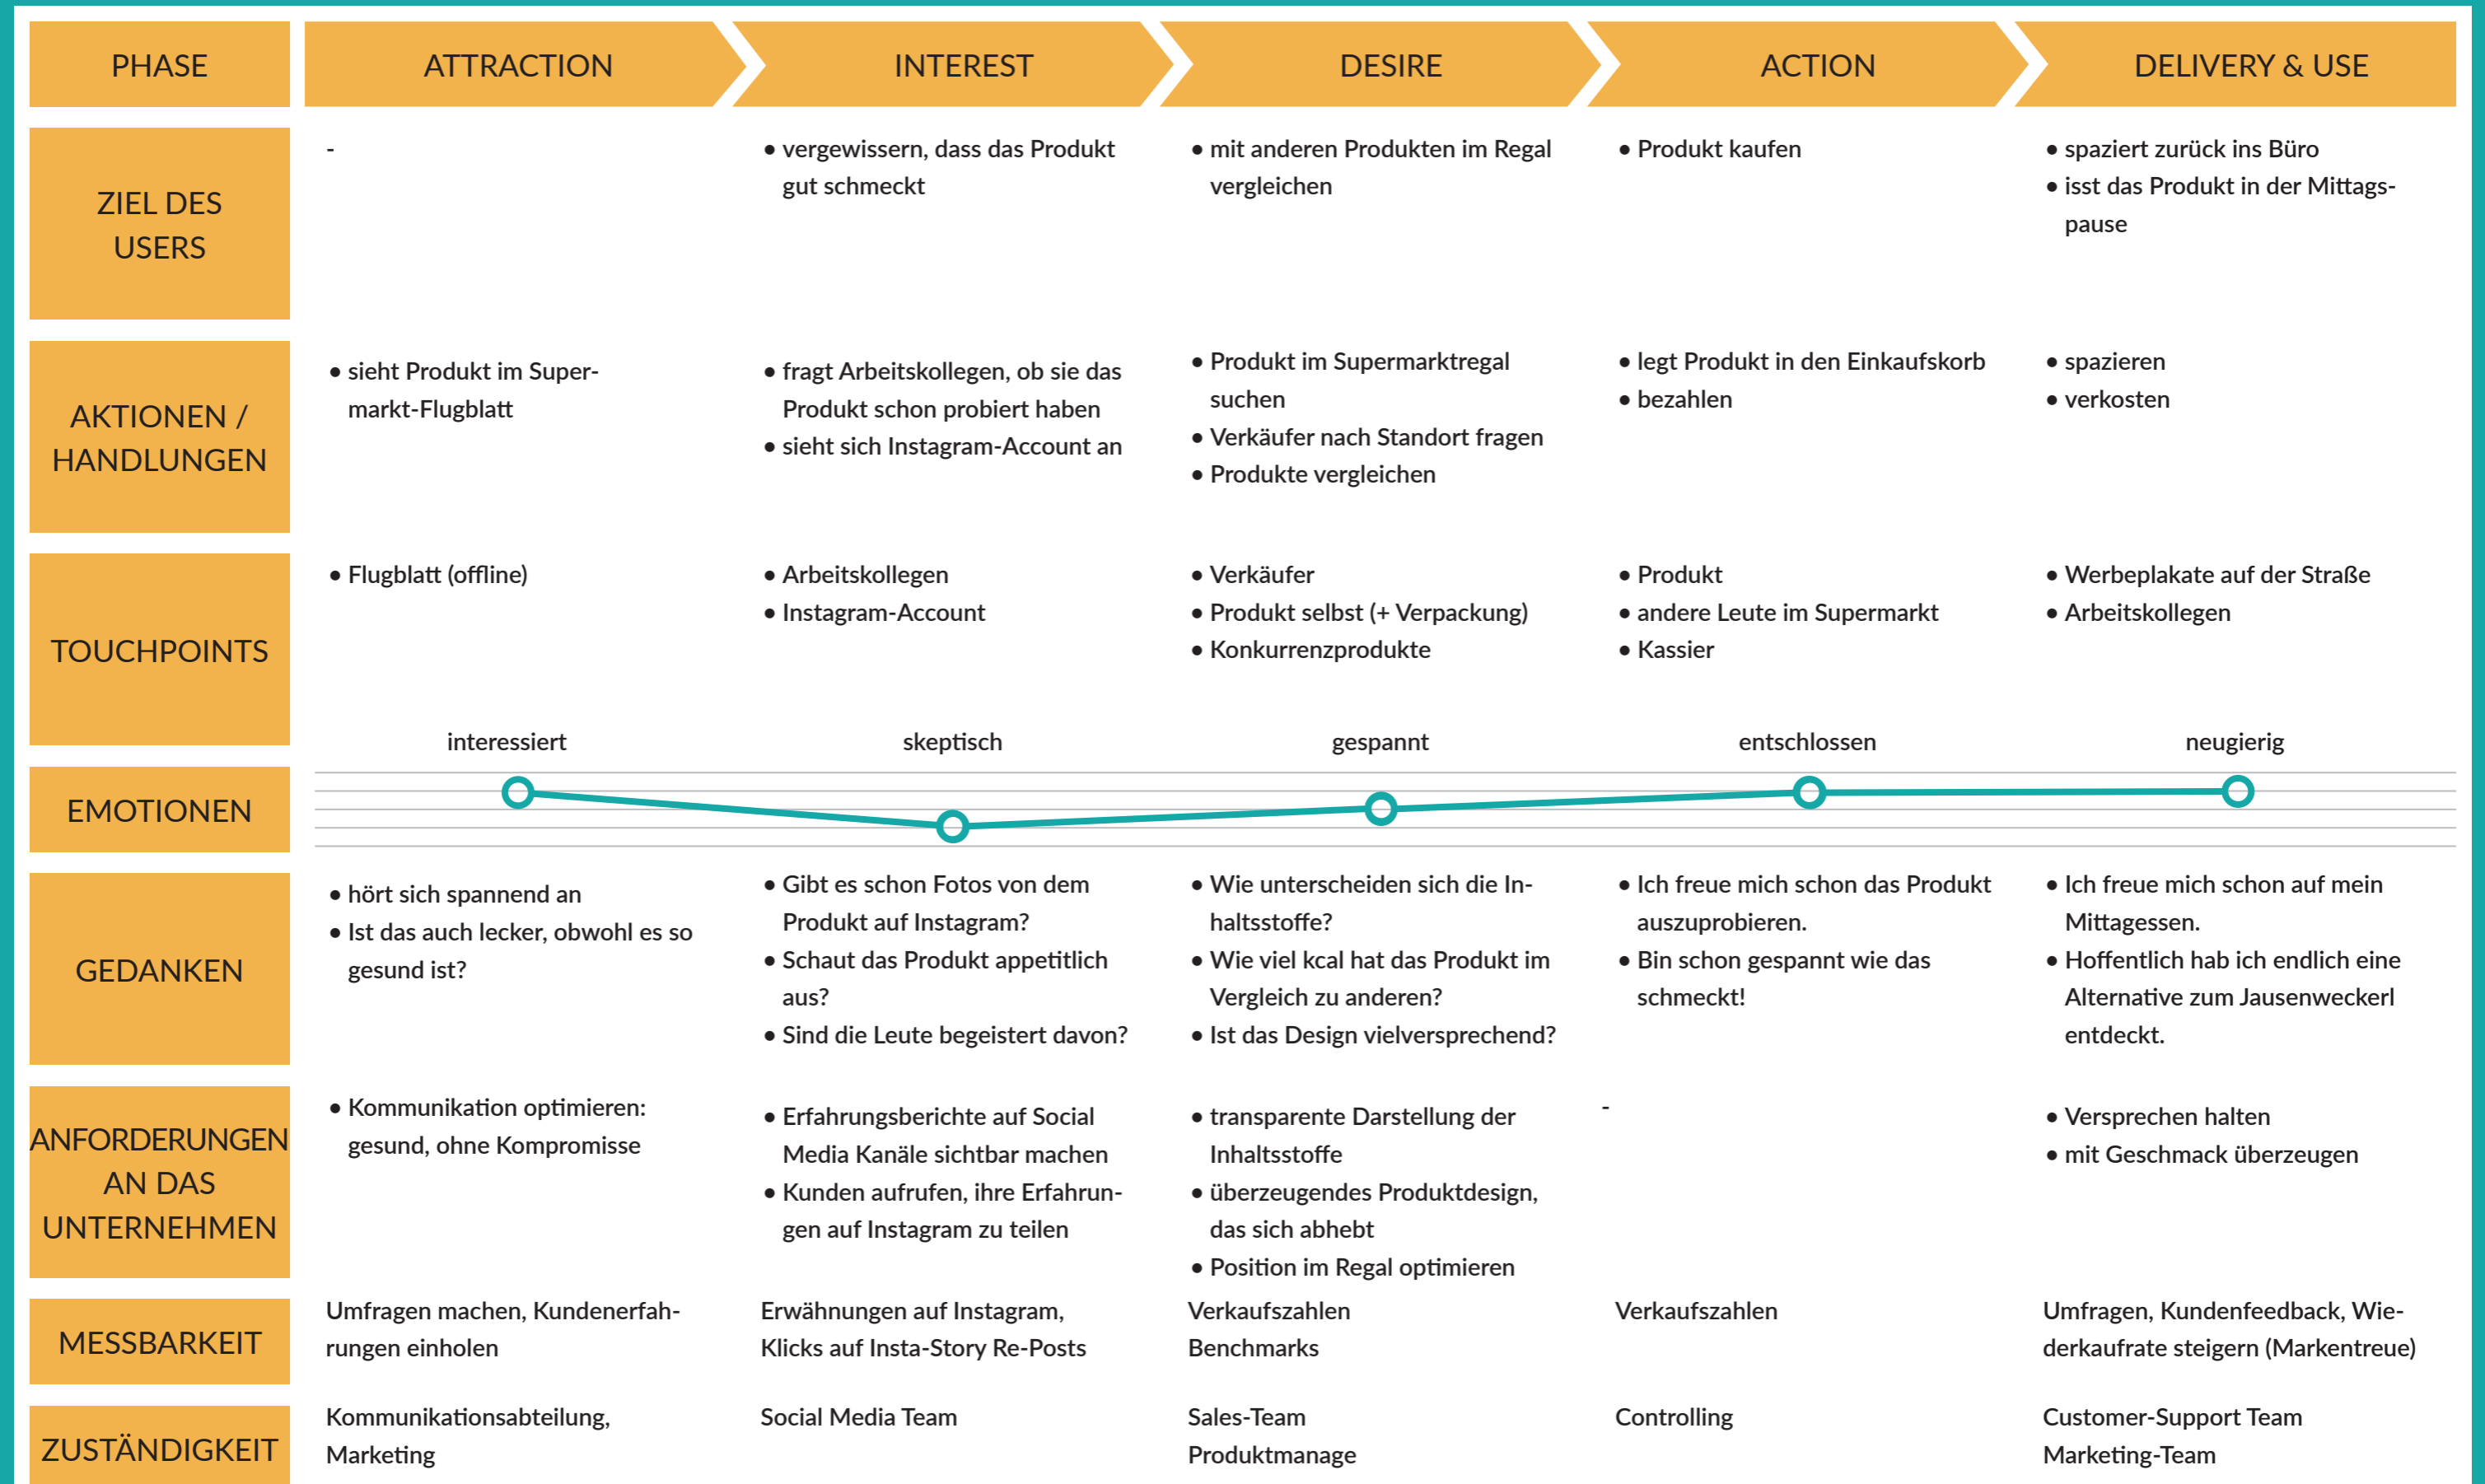 PHASE
ATTRACTION
INTEREST
DESIRE
ACTION
DELIVERY & USE
ZIEL DES
USERS
-
• vergewissern, dass das Produkt
gut schmeckt
• mit anderen Produkten im Regal
vergleichen
• Produkt kaufen
• spaziert zurück ins Büro
• isst das Produkt in der Mittags-
pause
AKTIONEN /
HANDLUNGEN
• sieht Produkt im Super-
markt-Flugblatt
• fragt Arbeitskollegen, ob sie das
Produkt schon probiert haben
• sieht sich Instagram-Account an
• Produkt im Supermarktregal
suchen
• Verkäufer nach Standort fragen
• Produkte vergleichen
• legt Produkt in den Einkaufskorb
• bezahlen
• spazieren
• verkosten
TOUCHPOINTS
• Flugblatt (offline)
• Arbeitskollegen
• Instagram-Account
• Verkäufer
• Produkt selbst (+ Verpackung)
• Konkurrenzprodukte
• Produkt
• andere Leute im Supermarkt
• Kassier
• Werbeplakate auf der Straße
• Arbeitskollegen
EMOTIONEN
interessiert
skeptisch
gespannt
entschlossen
neugierig
GEDANKEN
• hört sich spannend an
• Ist das auch lecker, obwohl es so
gesund ist?
• Gibt es schon Fotos von dem
Produkt auf Instagram?
• Schaut das Produkt appetitlich
aus?
• Sind die Leute begeistert davon?
• Wie unterscheiden sich die In-
haltsstoffe?
• Wie viel kcal hat das Produkt im
Vergleich zu anderen?
• Ist das Design vielversprechend?
• Ich freue mich schon das Produkt
auszuprobieren.
• Bin schon gespannt wie das
schmeckt!
• Ich freue mich schon auf mein
Mittagessen.
• Hoffentlich hab ich endlich eine
Alternative zum Jausenweckerl
entdeckt.
ANFORDERUNGEN
AN DAS
UNTERNEHMEN
• Kommunikation optimieren:
gesund, ohne Kompromisse
• Erfahrungsberichte auf Social
Media Kanäle sichtbar machen
• Kunden aufrufen, ihre Erfahrun-
gen auf Instagram zu teilen
• transparente Darstellung der
Inhaltsstoffe
• überzeugendes Produktdesign,
das sich abhebt
• Position im Regal optimieren
-
• Versprechen halten
• mit Geschmack überzeugen
MESSBARKEIT
Umfragen machen, Kundenerfah-
rungen einholen
Erwähnungen auf Instagram,
Klicks auf Insta-Story Re-Posts
Verkaufszahlen
Benchmarks
Verkaufszahlen
Umfragen, Kundenfeedback, Wie-
derkaufrate steigern (Markentreue)
ZUSTÄNDIGKEIT
Kommunikationsabteilung,
Marketing
Social Media Team
Sales-Team
Produktmanage
Controlling
Customer-Support Team
Marketing-Team